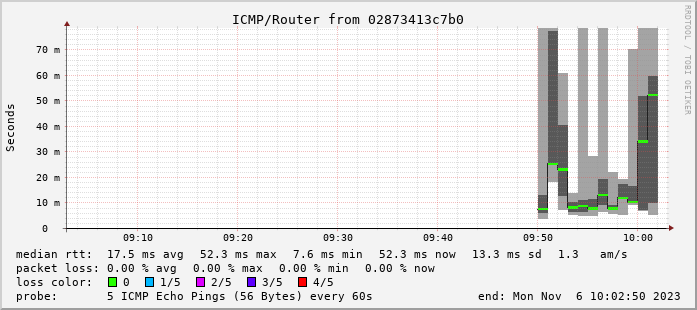 ICMP/Router from 02873413c7b0
RRDTOOL / TOBI OETIKER
Seconds
70 m
60 m
50 m
40 m
30 m
20 m
10 m
0
09:10 09:20 09:30 09:40 09:50 10:00
median rtt: 17.5 ms avg 52.3 ms max 7.6 ms min 52.3 ms now 13.3 ms sd 1.3 am/s
packet loss: 0.00 % avg 0.00 % max 0.00 % min 0.00 % now
loss color: 0 1/5 2/5 3/5 4/5
probe: 5 ICMP Echo Pings (56 Bytes) every 60s end: Mon Nov 6 10:02:50 2023